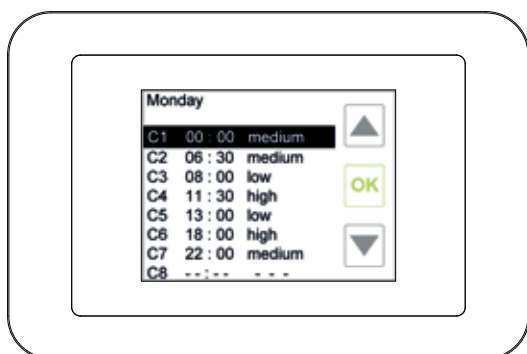 Monday
C1 00 : 00 medium
C2 06 : 30 medium
C3 08 : 00 low
C4 11 : 30 high
C5 13 : 00 low
C6 18 : 00 high
C7 22 : 00 medium
C8 - - : - - - - -
OK